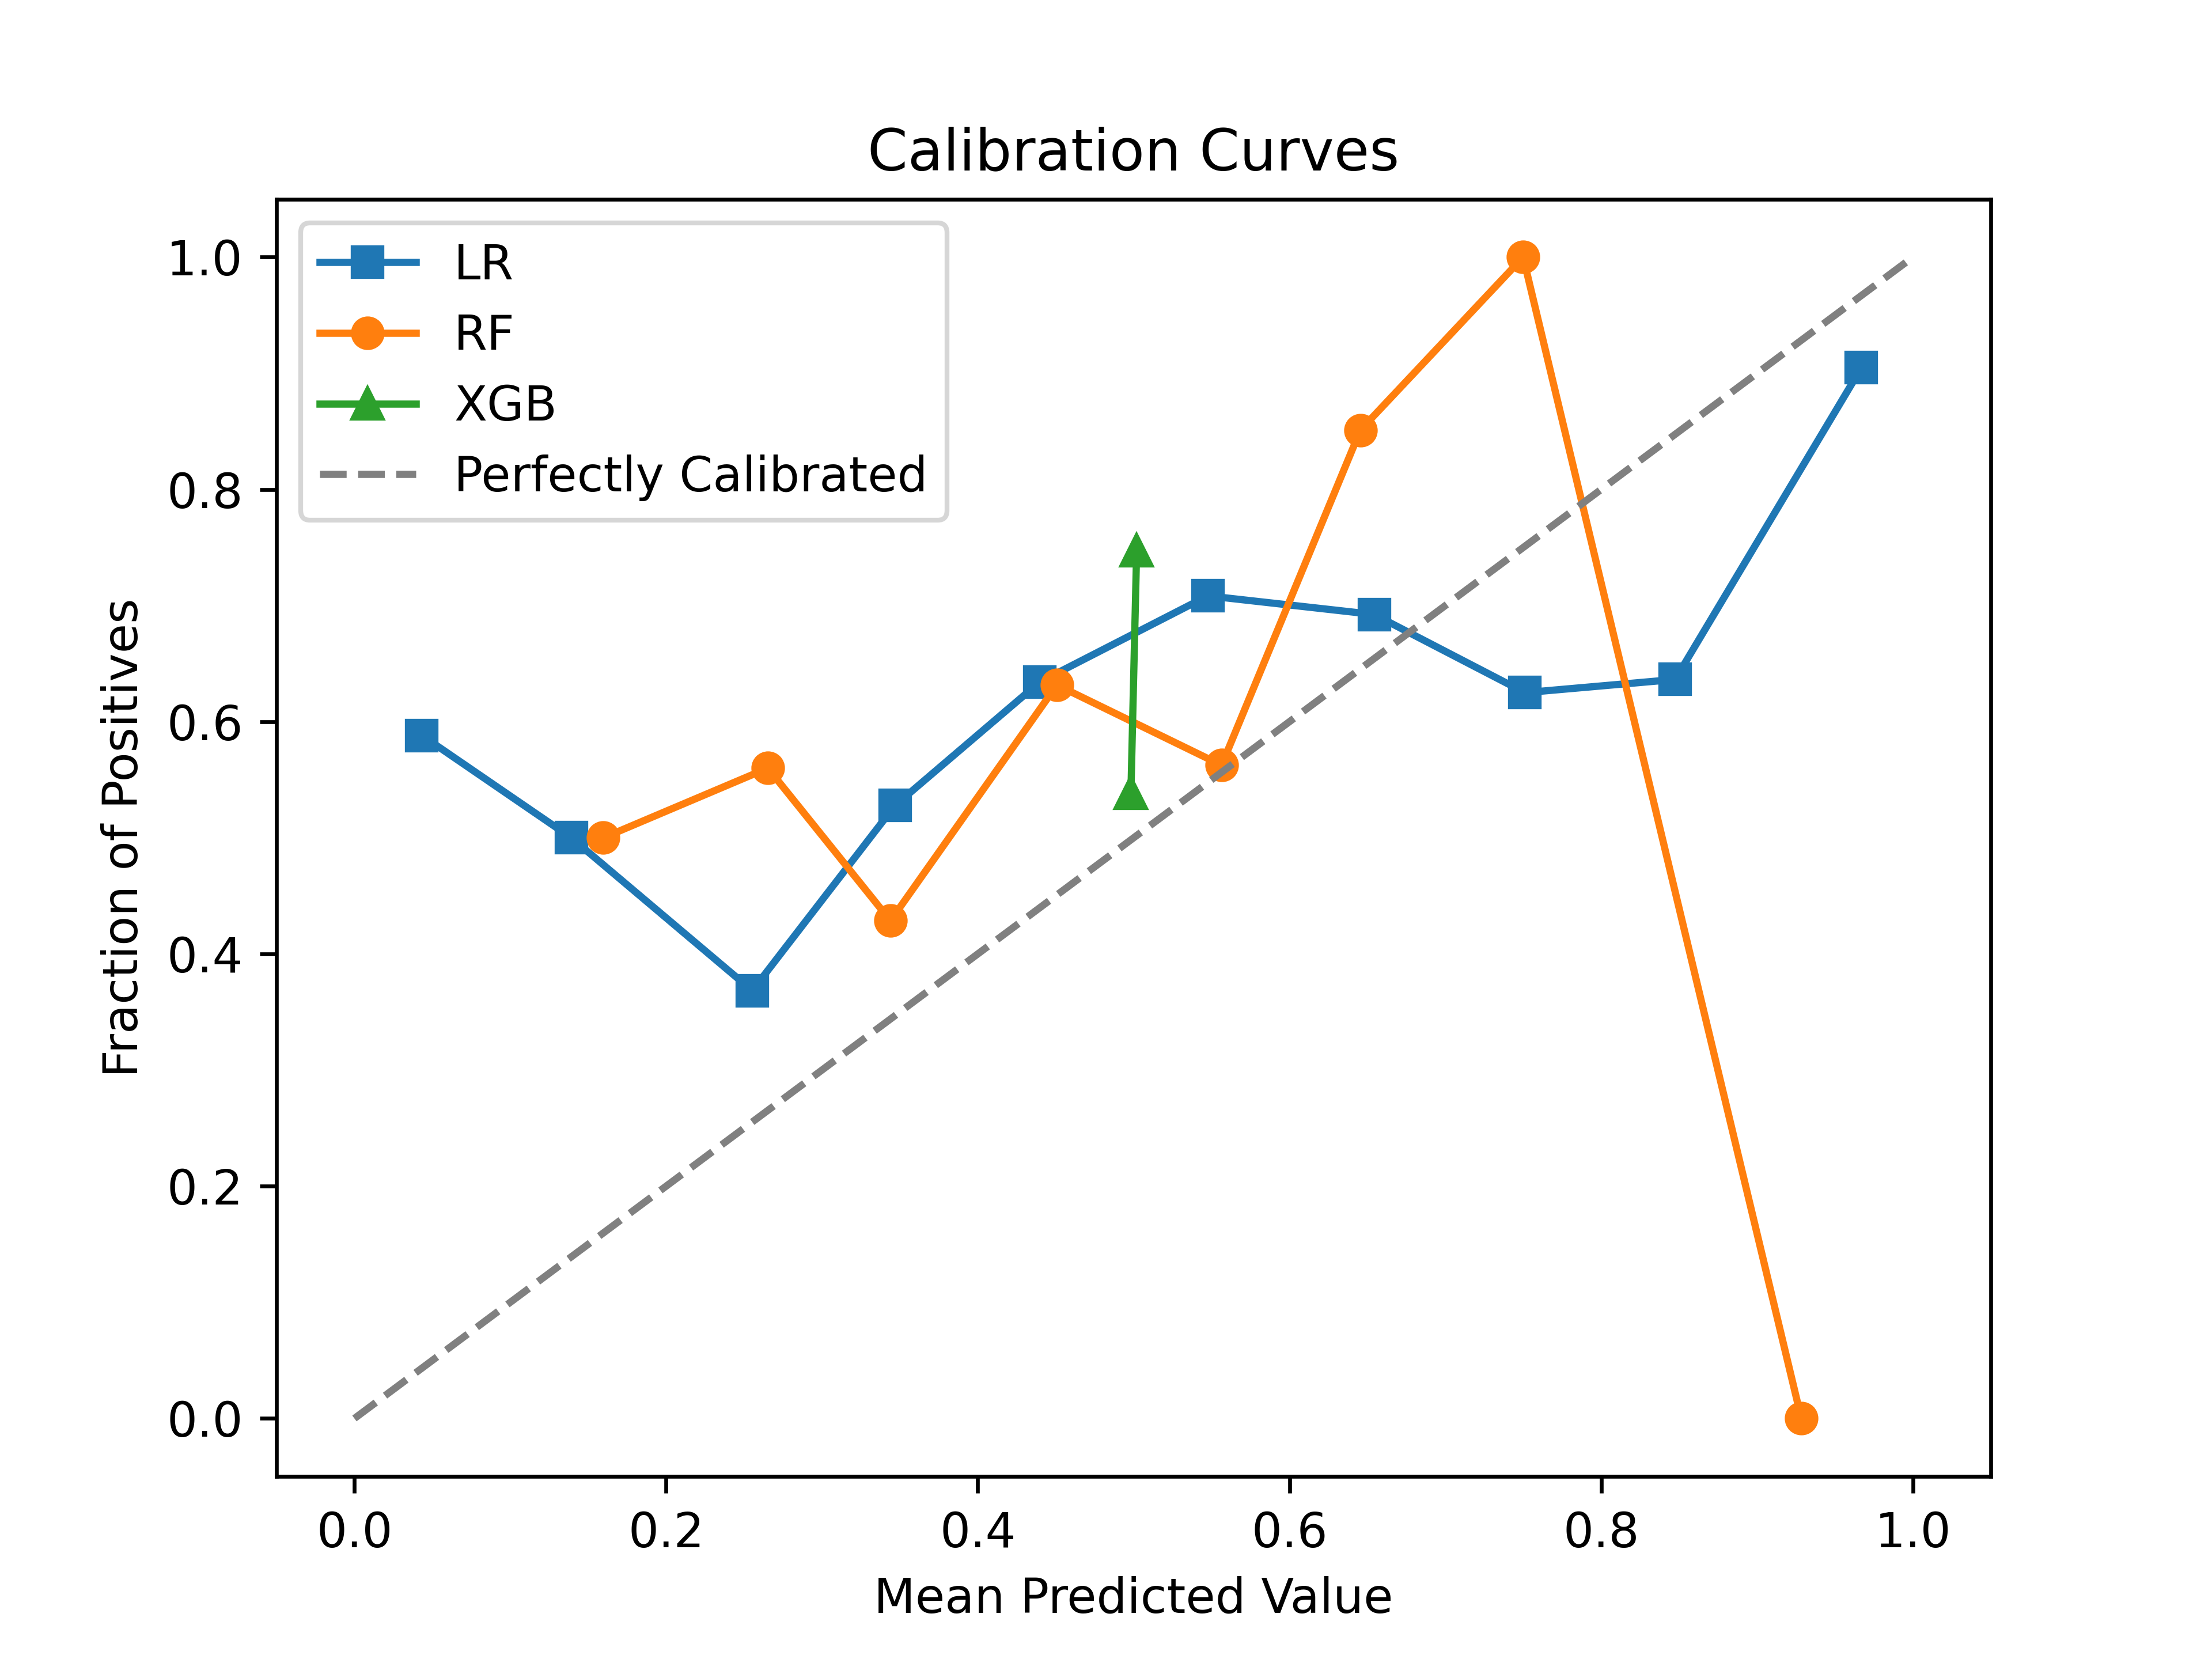 Calibration Curves
LR
RF
XGB
Perfectly Calibrated
Fraction of Positives
1.0
0.8
0.6
0.4
0.2
0.0
0.0 0.2 0.4 0.6 0.8 1.0
Mean Predicted Value